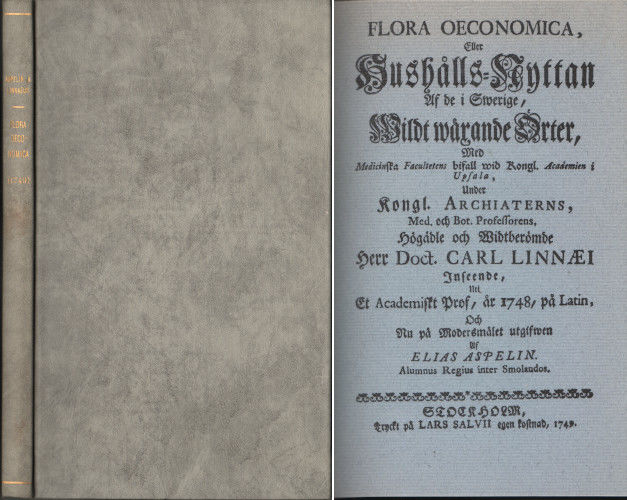 ASPELIN &
LINNAEUS
FLORA
OECO-
NOMICA
(1749)
FLORA OECONOMICA,
Eller
Hushålls-Nyttan
Af de i Swerige,
Wildt wäxande Örter,
Med
Medicinska Facultetens bifall wid Kongl. Academien i
Upsala,
Under
Kongl. ARCHIATERNS,
Med. och Bot. Professorens,
Högädle och Widtberömde
Herr Doct. CARL LINNÆI
Inseende,
Uti
Et Academiskt Prof, år 1748, på Latin,
Och
Nu på Modersmålet utgifwen
Af
ELIAS ASPELIN.
Alumnus Regius inter Smolandos.
STOCKHOLM,
Tryckt på LARS SALVII egen kostnad, 1749.